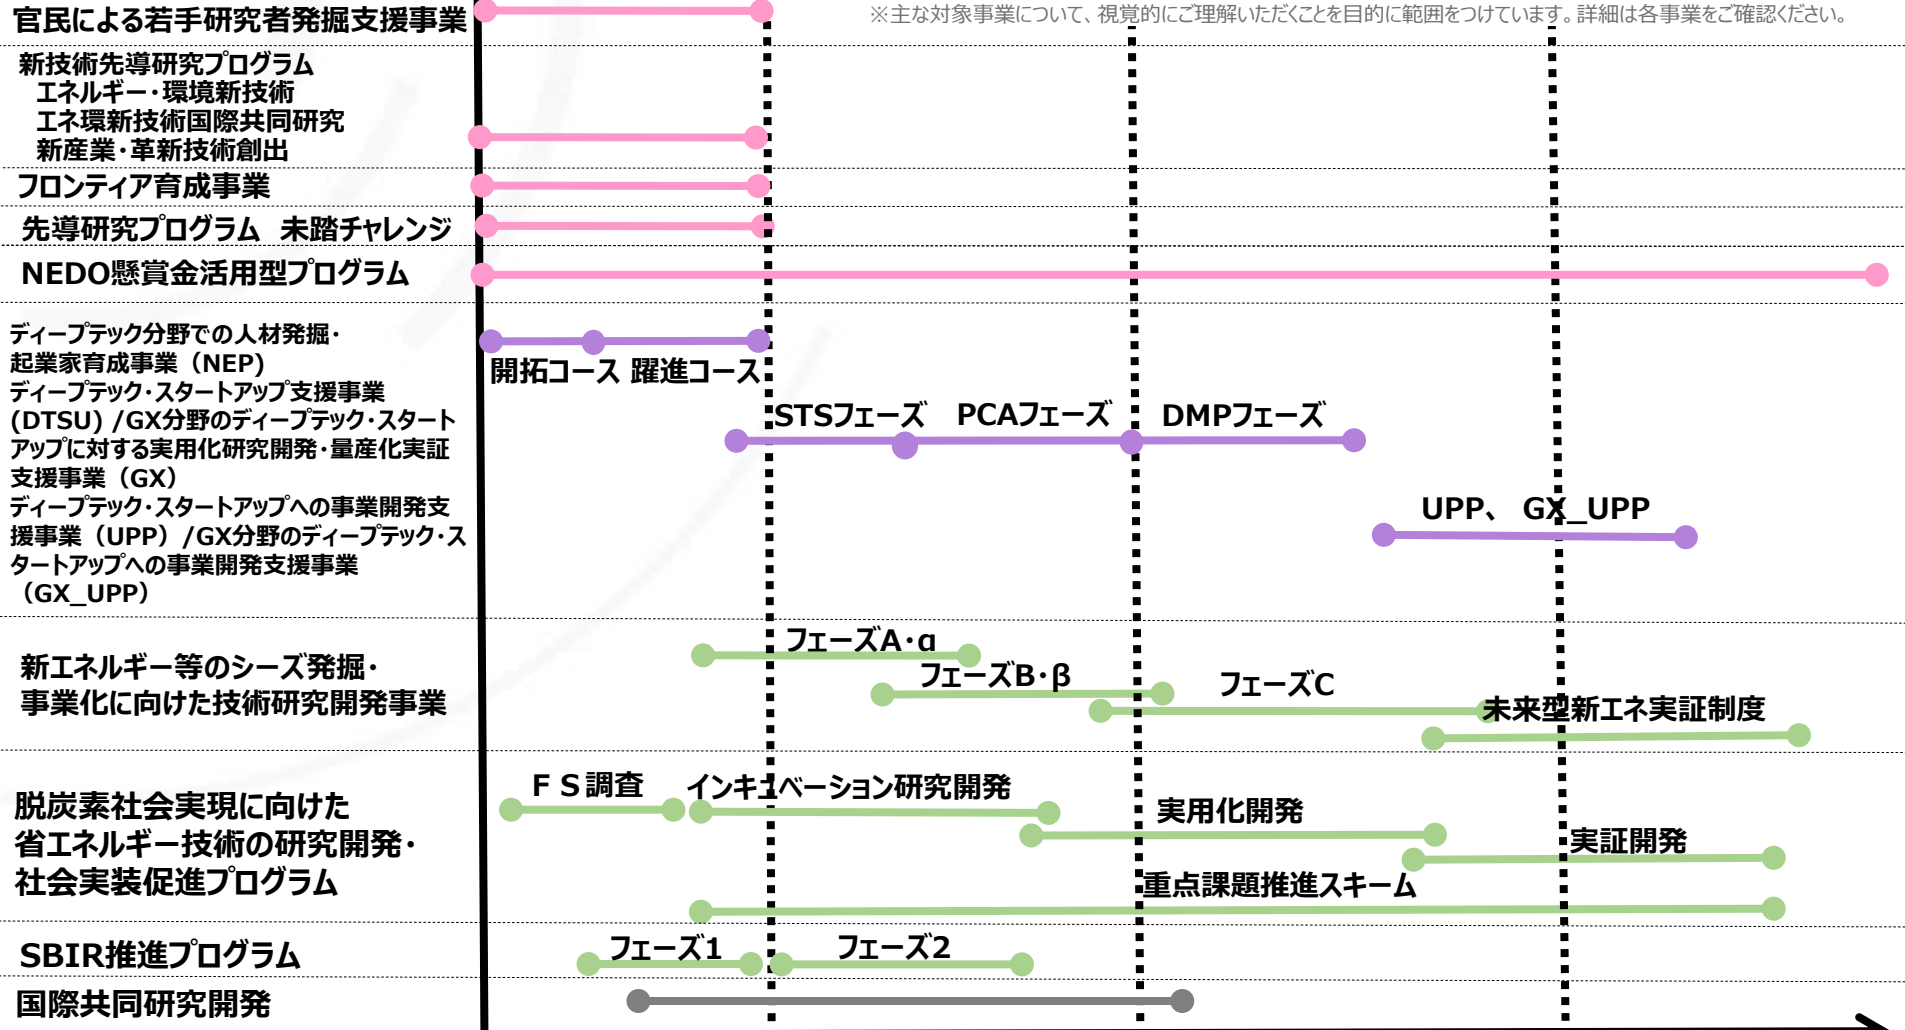 官民による若手研究者発掘支援事業
※主な対象事業について、視覚的にご理解いただくことを目的に範囲をつけています。詳細は各事業をご確認ください。
新技術先導研究プログラム
エネルギー・環境新技術
エネ環新技術国際共同研究
新産業・革新技術創出
フロンティア育成事業
先導研究プログラム 未踏チャレンジ
NEDO懸賞金活用型プログラム
ディープテック分野での人材発掘・
起業家育成事業（NEP)
ディープテック・スタートアップ支援事業
(DTSU) /GX分野のディープテック・スタート
アップに対する実用化研究開発・量産化実証
支援事業（GX）
ディープテック・スタートアップへの事業開発支
援事業（UPP）/GX分野のディープテック・ス
タートアップへの事業開発支援事業
（GX_UPP）
開拓コース 躍進コース
STSフェーズ PCAフェーズ DMPフェーズ
UPP、 GX_UPP
新エネルギー等のシーズ発掘・
事業化に向けた技術研究開発事業
フェーズA・α
フェーズB・β
フェーズC
未来型新エネ実証制度
脱炭素社会実現に向けた
省エネルギー技術の研究開発・
社会実装促進プログラム
ＦＳ調査
インキュベーション研究開発
実用化開発
実証開発
重点課題推進スキーム
SBIR推進プログラム
フェーズ1
フェーズ2
国際共同研究開発